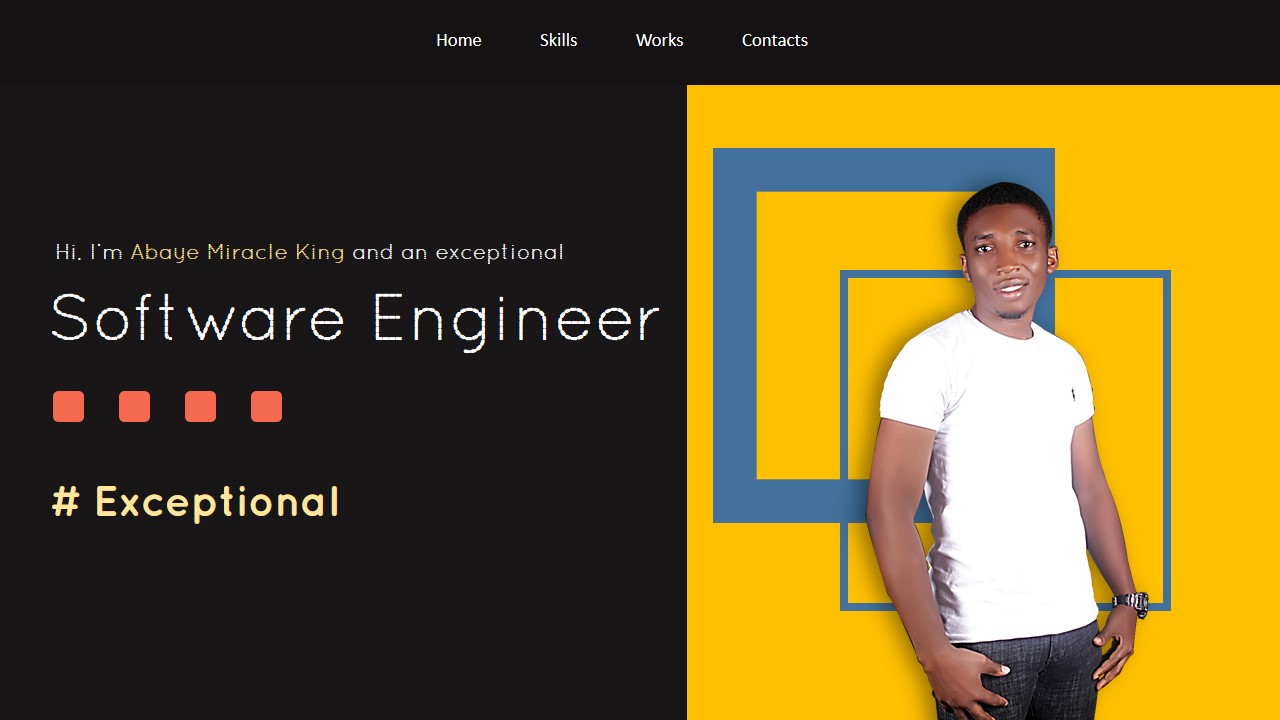 Home Skills Works Contacts
Hi, I'm Abaye Miracle King and an exceptional
Software Engineer
# Exceptional